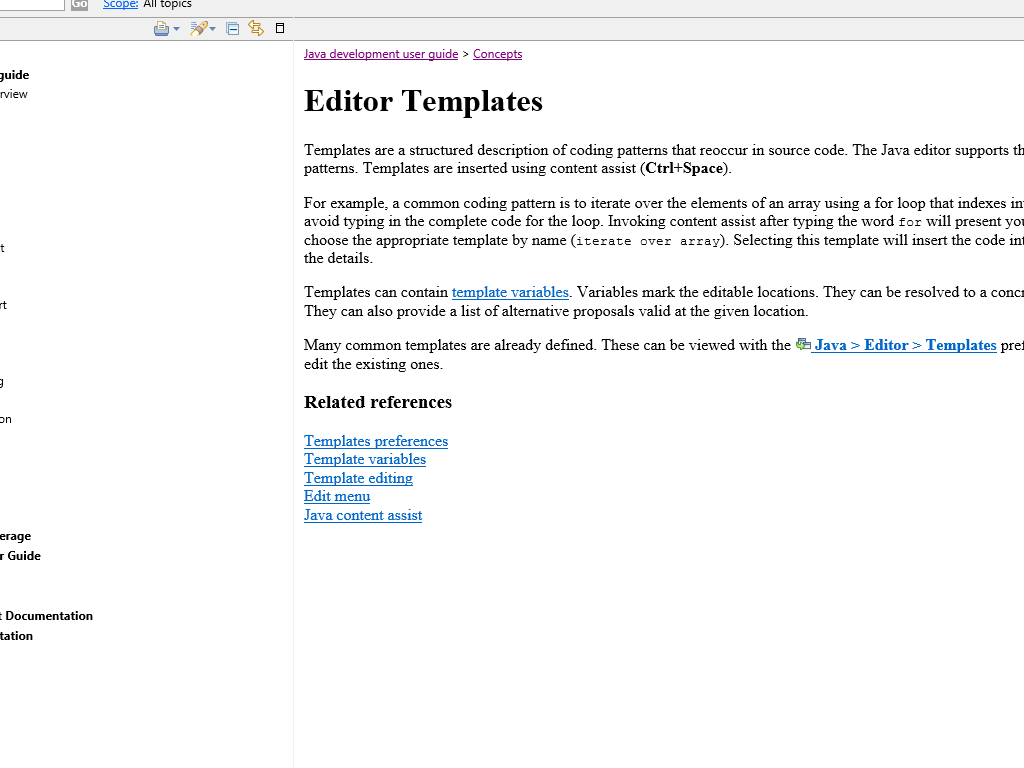 Go Scope: All topics
guide
rview
t
rt
g
on
erage
r Guide
t Documentation
tation
Java development user guide > Concepts
Editor Templates
Templates are a structured description of coding patterns that reoccur in source code. The Java editor supports th
patterns. Templates are inserted using content assist (Ctrl+Space).
For example, a common coding pattern is to iterate over the elements of an array using a for loop that indexes in
avoid typing in the complete code for the loop. Invoking content assist after typing the word for will present you
choose the appropriate template by name (iterate over array). Selecting this template will insert the code int
the details.
Templates can contain template variables. Variables mark the editable locations. They can be resolved to a concr
They can also provide a list of alternative proposals valid at the given location.
Many common templates are already defined. These can be viewed with the Java > Editor > Templates pref
edit the existing ones.
Related references
Templates preferences
Template variables
Template editing
Edit menu
Java content assist